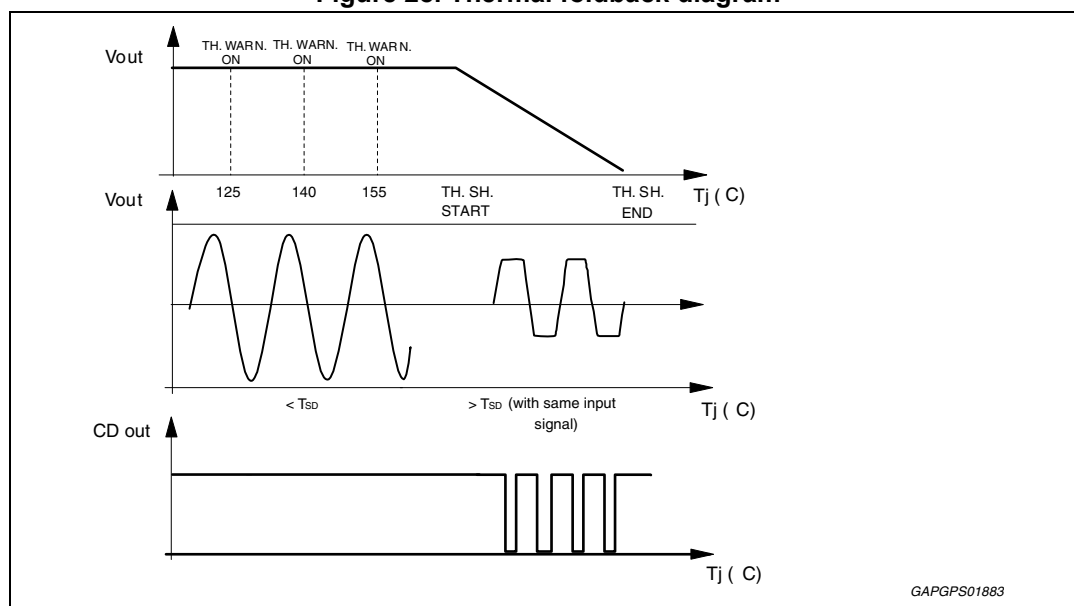 Figure 28. Thermal foldback diagram
Vout
TH. WARN. ON
TH. WARN. ON
TH. WARN. ON
125
140
155
TH. SH. START
TH. SH. END
Tj ( C)
Vout
< TSD
> TSD (with same input signal)
Tj ( C)
CD out
Tj ( C)
GAPGPS01883